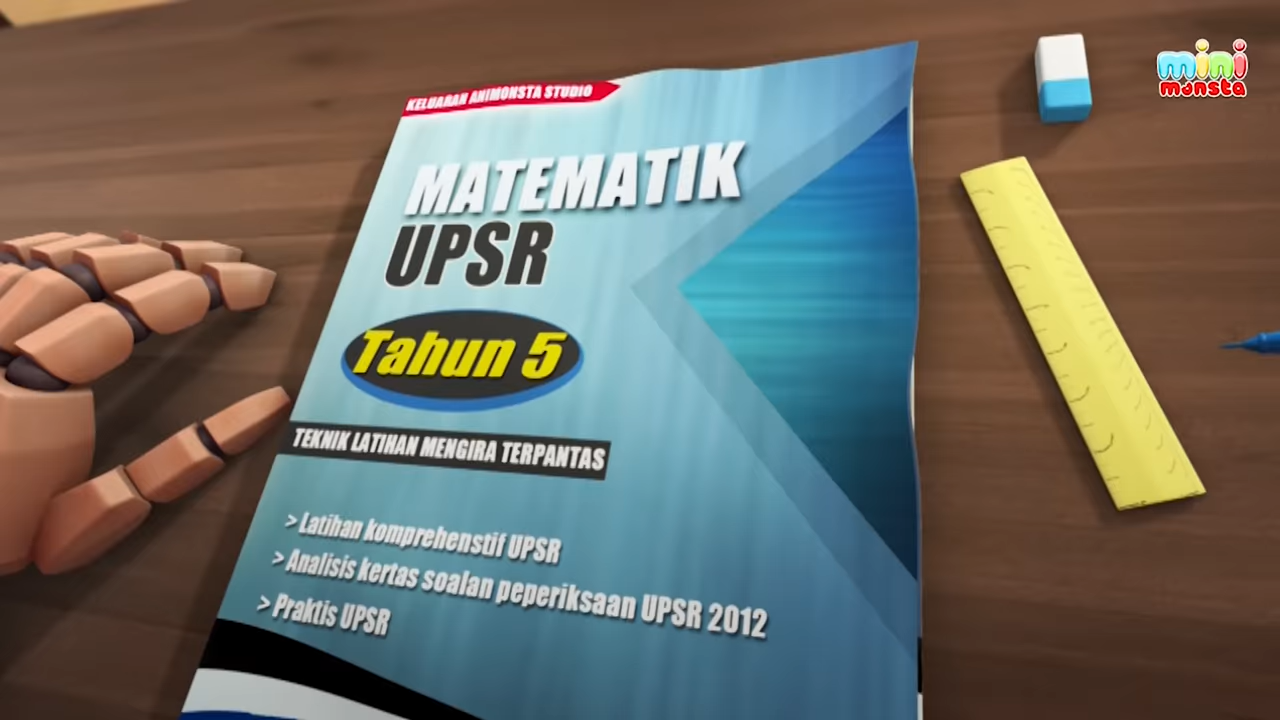 KELUARAN ANIMONSTA STUDIO
mini
monsta
MATEMATIK
UPSR
Tahun 5
TEKNIK LATIHAN MENGIRA TERPANTAS
> Latihan komprehenstif UPSR
> Analisis kertas soalan peperiksaan UPSR 2012
> Praktis UPSR